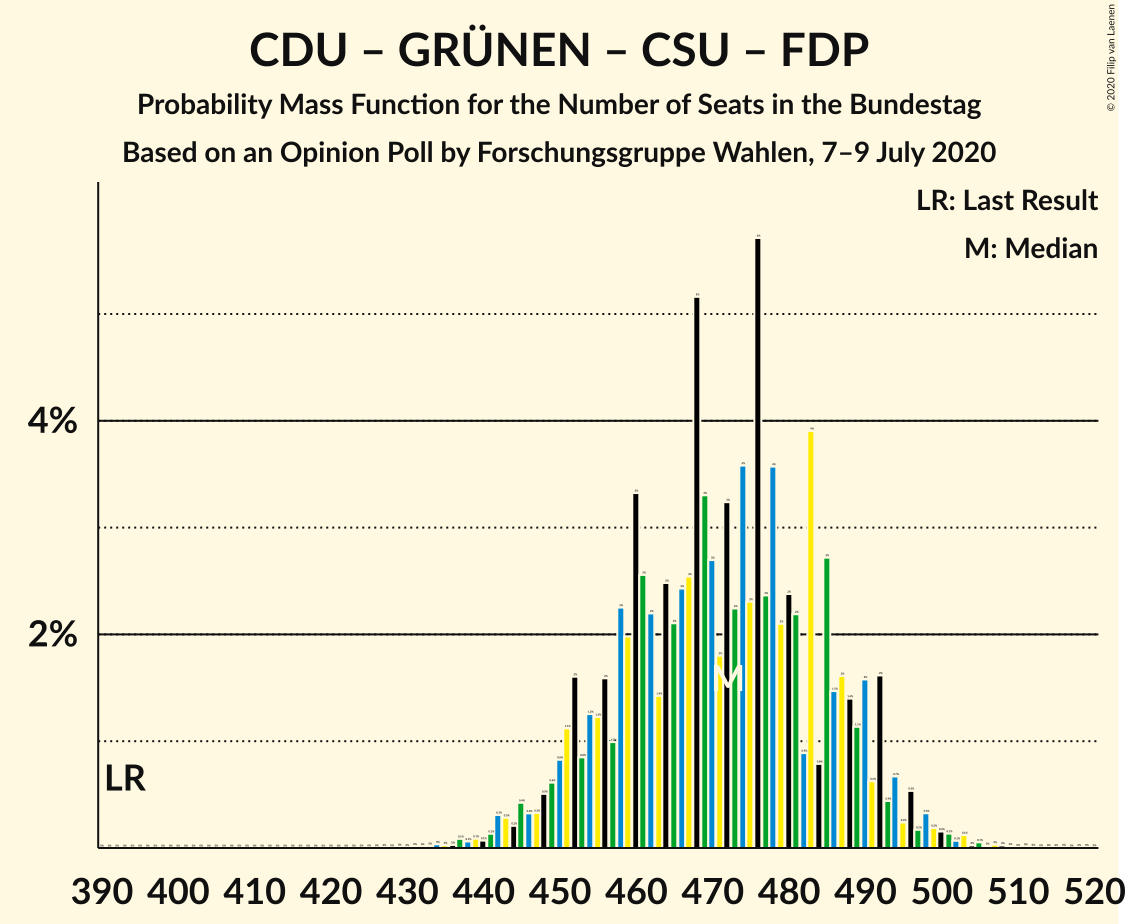 CDU – GRÜNEN – CSU – FDP
Probability Mass Function for the Number of Seats in the Bundestag
Based on an Opinion Poll by Forschungsgruppe Wahlen, 7–9 July 2020
© 2020 Filip van Laenen
LR: Last Result
M: Median
4%
2%
M
LR
390 400 410 420 430 440 450 460 470 480 490 500 510 520